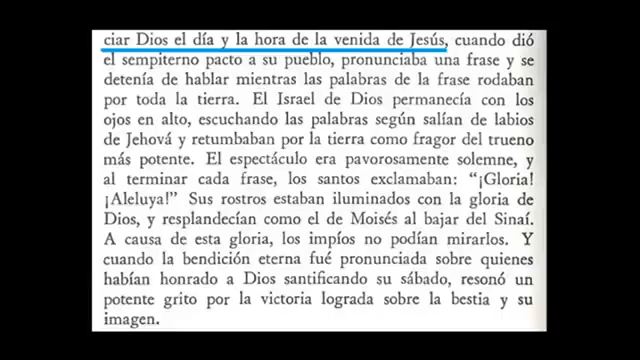 ciar Dios el día y la hora de la venida de Jesús, cuando dió
el sempiterno pacto a su pueblo, pronunciaba una frase y se
detenía de hablar mientras las palabras de la frase rodaban
por toda la tierra. El Israel de Dios permanecía con los
ojos en alto, escuchando las palabras según salían de labios
de Jehová y retumbaban por la tierra como fragor del trueno
más potente. El espectáculo era pavorosamente solemne, y
al terminar cada frase, los santos exclamaban: “¡Gloria!
¡Aleluya!” Sus rostros estaban iluminados con la gloria de
Dios, y resplandecían como el de Moisés al bajar del Sinaí.
A causa de esta gloria, los impíos no podían mirarlos. Y
cuando la bendición eterna fué pronunciada sobre quienes
habían honrado a Dios santificando su sábado, resonó un
potente grito por la victoria lograda sobre la bestia y su
imagen.